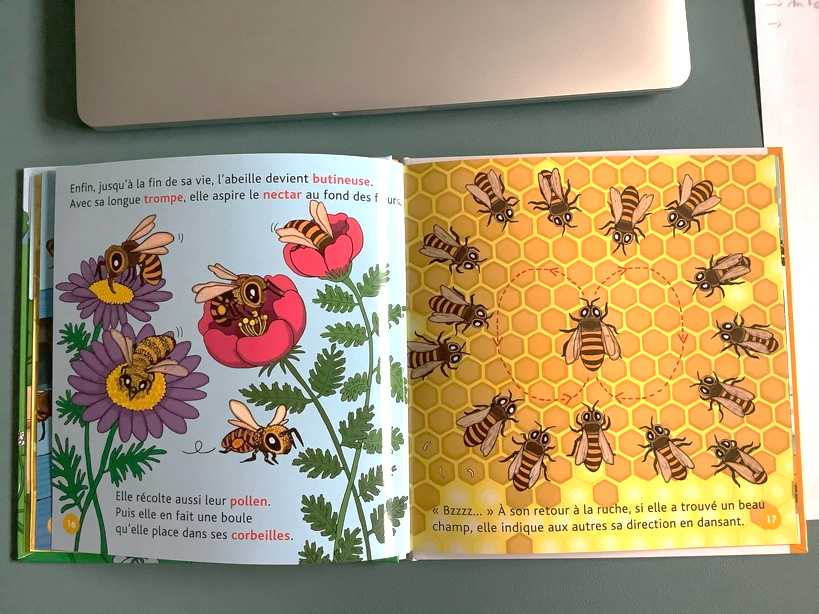 Enfin, jusqu'à la fin de sa vie, l'abeille devient butineuse.
Avec sa longue trompe, elle aspire le nectar au fond des
Elle récolte aussi leur pollen.
Puis elle en fait une boule
qu'elle place dans ses corbeilles.
16
« Bzzzz... » À son retour à la ruche, si elle a trouvé un beau
champ, elle indique aux autres sa direction en dansant.
17